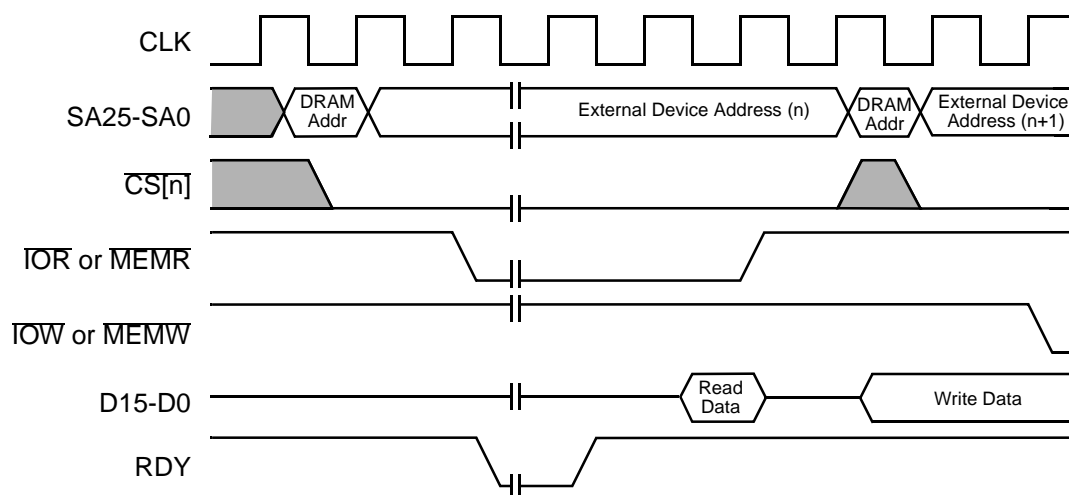 CLK
SA25-SA0
DRAM
Addr
External Device Address (n)
DRAM
Addr
External Device
Address (n+1)
CS[n]
IOR or MEMR
IOW or MEMW
D15-D0
Read
Data
Write Data
RDY